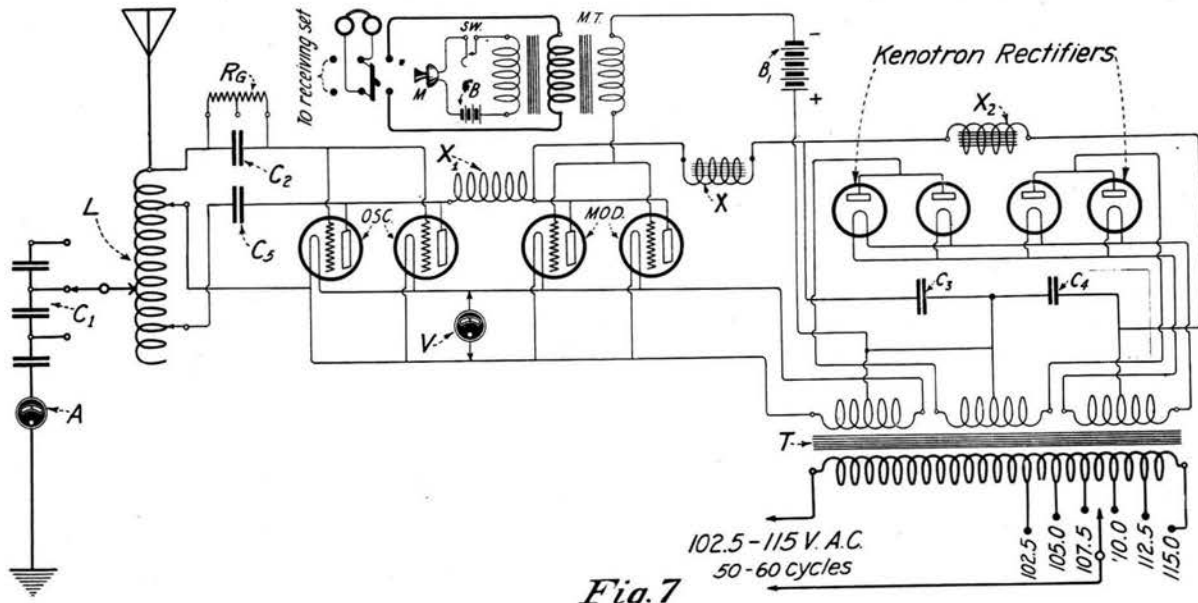 M.T.
SW.
To receiving set
M
B
B1
-
+
Kenotron Rectifiers
RG
C2
X1
X
X2
L
C5
OSC.
MOD.
C1
V
C3
C4
A
T
102.5-115 V. A.C.
50-60 cycles
102.5
105.0
107.5
110.0
112.5
115.0
Fig. 7